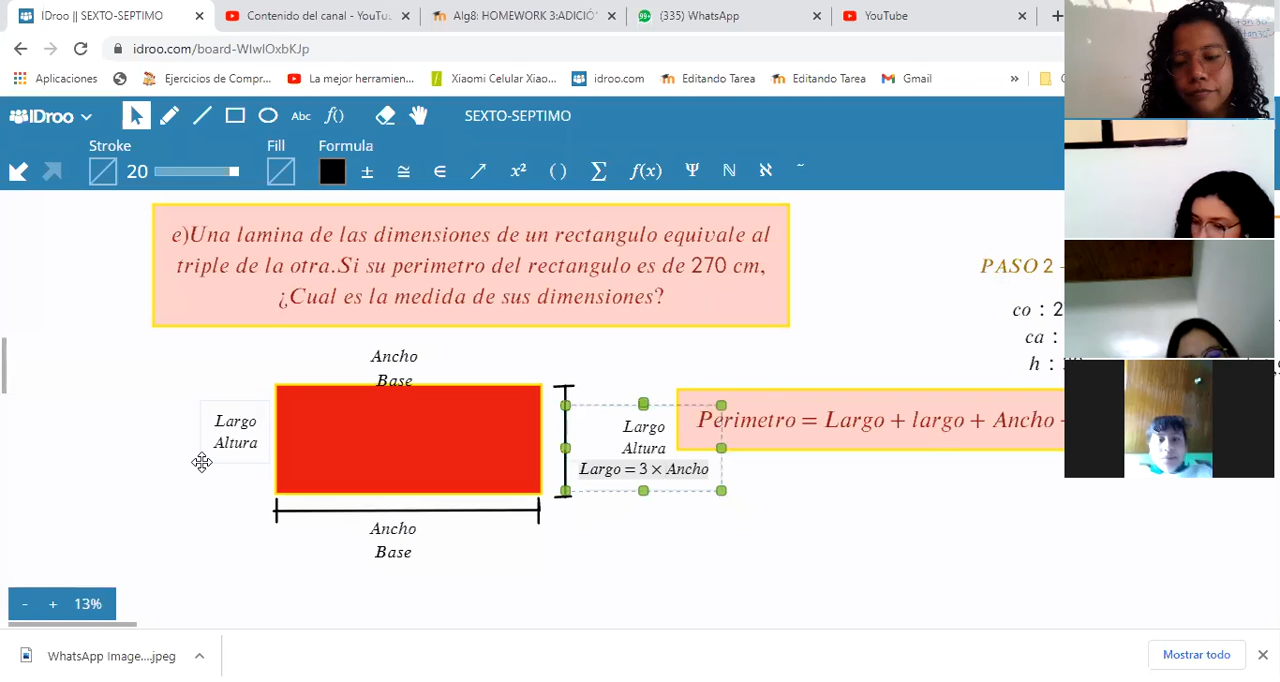 IDroo || SEXTO-SEPTIMO
Contenido del canal - YouTu
Alg8: HOMEWORK 3:ADICIÓ
(335) WhatsApp
YouTube
idroo.com/board-WIwIOxbKJp
Aplicaciones
Ejercicios de Compr...
La mejor herramien...
Xiaomi Celular Xiao...
idroo.com
Editando Tarea
Editando Tarea
Gmail
»
IDroo
Abc
f()
SEXTO-SEPTIMO
Stroke
Fill
Formula
20
± ≅ ∈ x² ( ) ∑ f(x) Ψ ℕ ℵ
e)Una lamina de las dimensiones de un rectangulo equivale al
triple de la otra.Si su perimetro del rectangulo es de 270 cm,
¿Cual es la medida de sus dimensiones?
PASO 2
co : 2
ca :
h :
Ancho
Base
Largo
Altura
Largo
Altura
Largo = 3 × Ancho
Perimetro = Largo + largo + Ancho
Ancho
Base
- + 13%
WhatsApp Image....jpeg
Mostrar todo